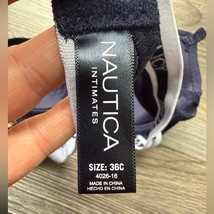 NAUTICA
INTIMATES
SIZE: 36C
4026-16
MADE IN CHINA
HECHO EN CHINA